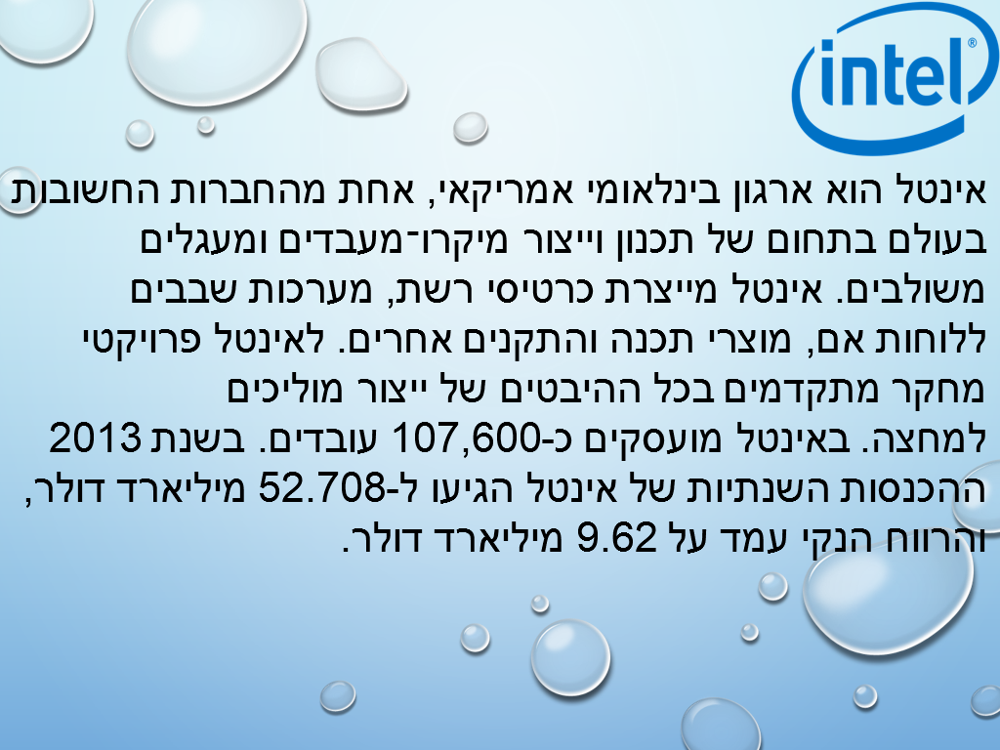 intel®
אינטל הוא ארגון בינלאומי אמריקאי, אחת מהחברות החשובות
בעולם בתחום של תכנון וייצור מיקרו־מעבדים ומעגלים
משולבים. אינטל מייצרת כרטיסי רשת, מערכות שבבים
ללוחות אם, מוצרי תכנה והתקנים אחרים. לאינטל פרויקטי
מחקר מתקדמים בכל ההיבטים של ייצור מוליכים
למחצה. באינטל מועסקים כ-107,600 עובדים. בשנת 2013
ההכנסות השנתיות של אינטל הגיעו ל-52.708 מיליארד דולר,
והרווח הנקי עמד על 9.62 מיליארד דולר.